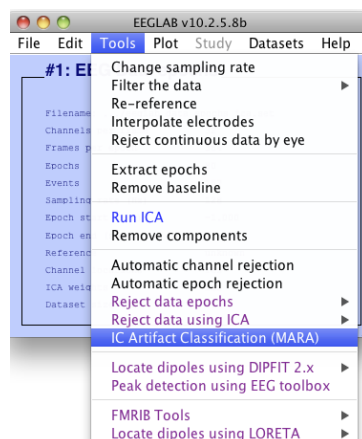 EEGLAB v10.2.5.8b
File Edit Tools Plot Study Datasets Help
#1: EE
Change sampling rate
Filter the data
Filename
Re-reference
Channels
Interpolate electrodes
Frames p
Reject continuous data by eye
Epochs
Extract epochs
Events
Remove baseline
Sampling
Epoch st
Run ICA
Epoch en
Remove components
Referenc
Channel
Automatic channel rejection
ICA weig
Automatic epoch rejection
Dataset
Reject data epochs
Reject data using ICA
IC Artifact Classification (MARA)
Locate dipoles using DIPFIT 2.x
Peak detection using EEG toolbox
FMRIB Tools
Locate dipoles using LORETA